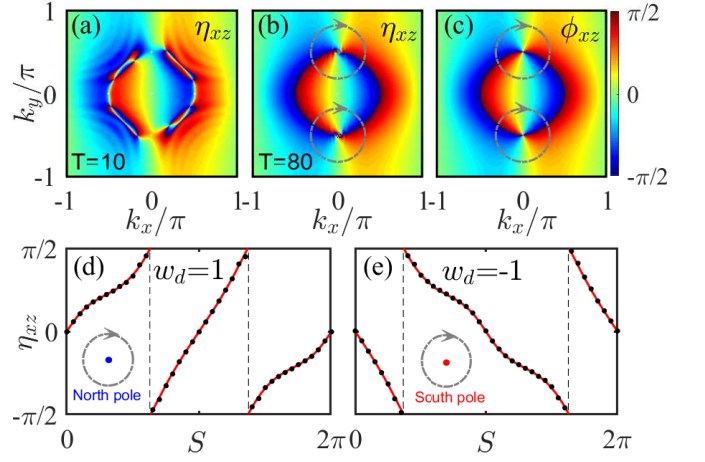 1
0
-1
k_y/π
(a)
η_xz
T=10
(b)
η_xz
T=80
(c)
ϕ_xz
π/2
0
-π/2
-1
0
1
-1
0
1
-1
0
1
k_x/π
k_x/π
k_x/π
π/2
0
-π/2
η_xz
(d)
w_d=1
North pole
(e)
w_d=-1
South pole
0
S
2π
0
S
2π